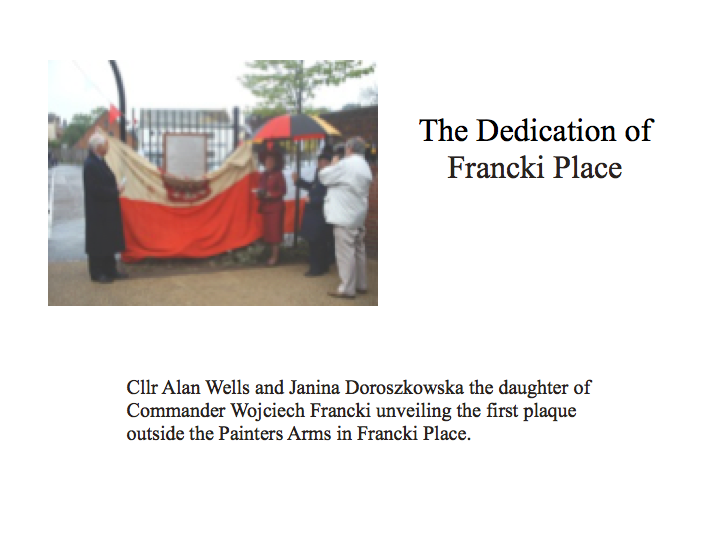 The Dedication of
Francki Place
Cllr Alan Wells and Janina Doroszkowska the daughter of
Commander Wojciech Francki unveiling the first plaque
outside the Painters Arms in Francki Place.